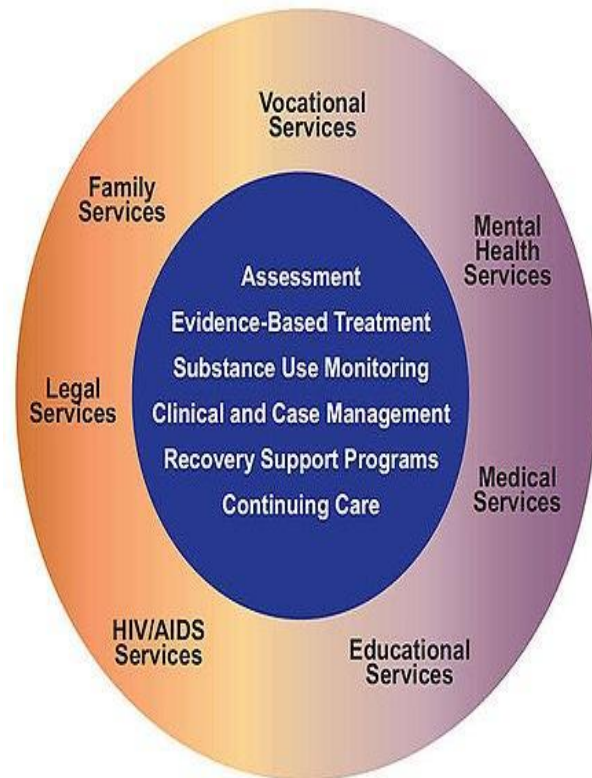 Vocational
Services
Family
Services
Mental
Health
Services
Assessment
Evidence-Based Treatment
Substance Use Monitoring
Clinical and Case Management
Recovery Support Programs
Continuing Care
Legal
Services
Medical
Services
HIV/AIDS
Services
Educational
Services